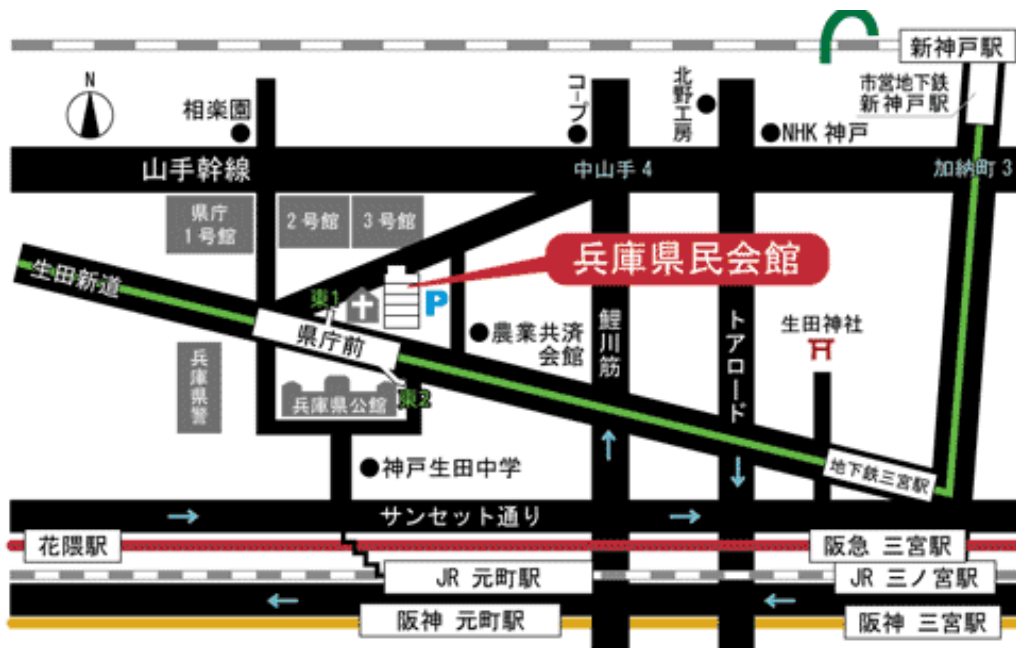 新神戸駅
N
相楽園
コープ
北野工房
市営地下鉄
新神戸駅
NHK 神戸
山手幹線
中山手 4
加納町 3
県庁
1号館
2号館
3号館
兵庫県民会館
生田新道
東1
P
県庁前
農業共済
会館
鯉川筋
トアロード
生田神社
兵庫県警
兵庫県公館
東2
神戸生田中学
地下鉄三宮駅
サンセット通り
花隈駅
阪急 三宮駅
JR 元町駅
JR 三ノ宮駅
阪神 元町駅
阪神 三宮駅